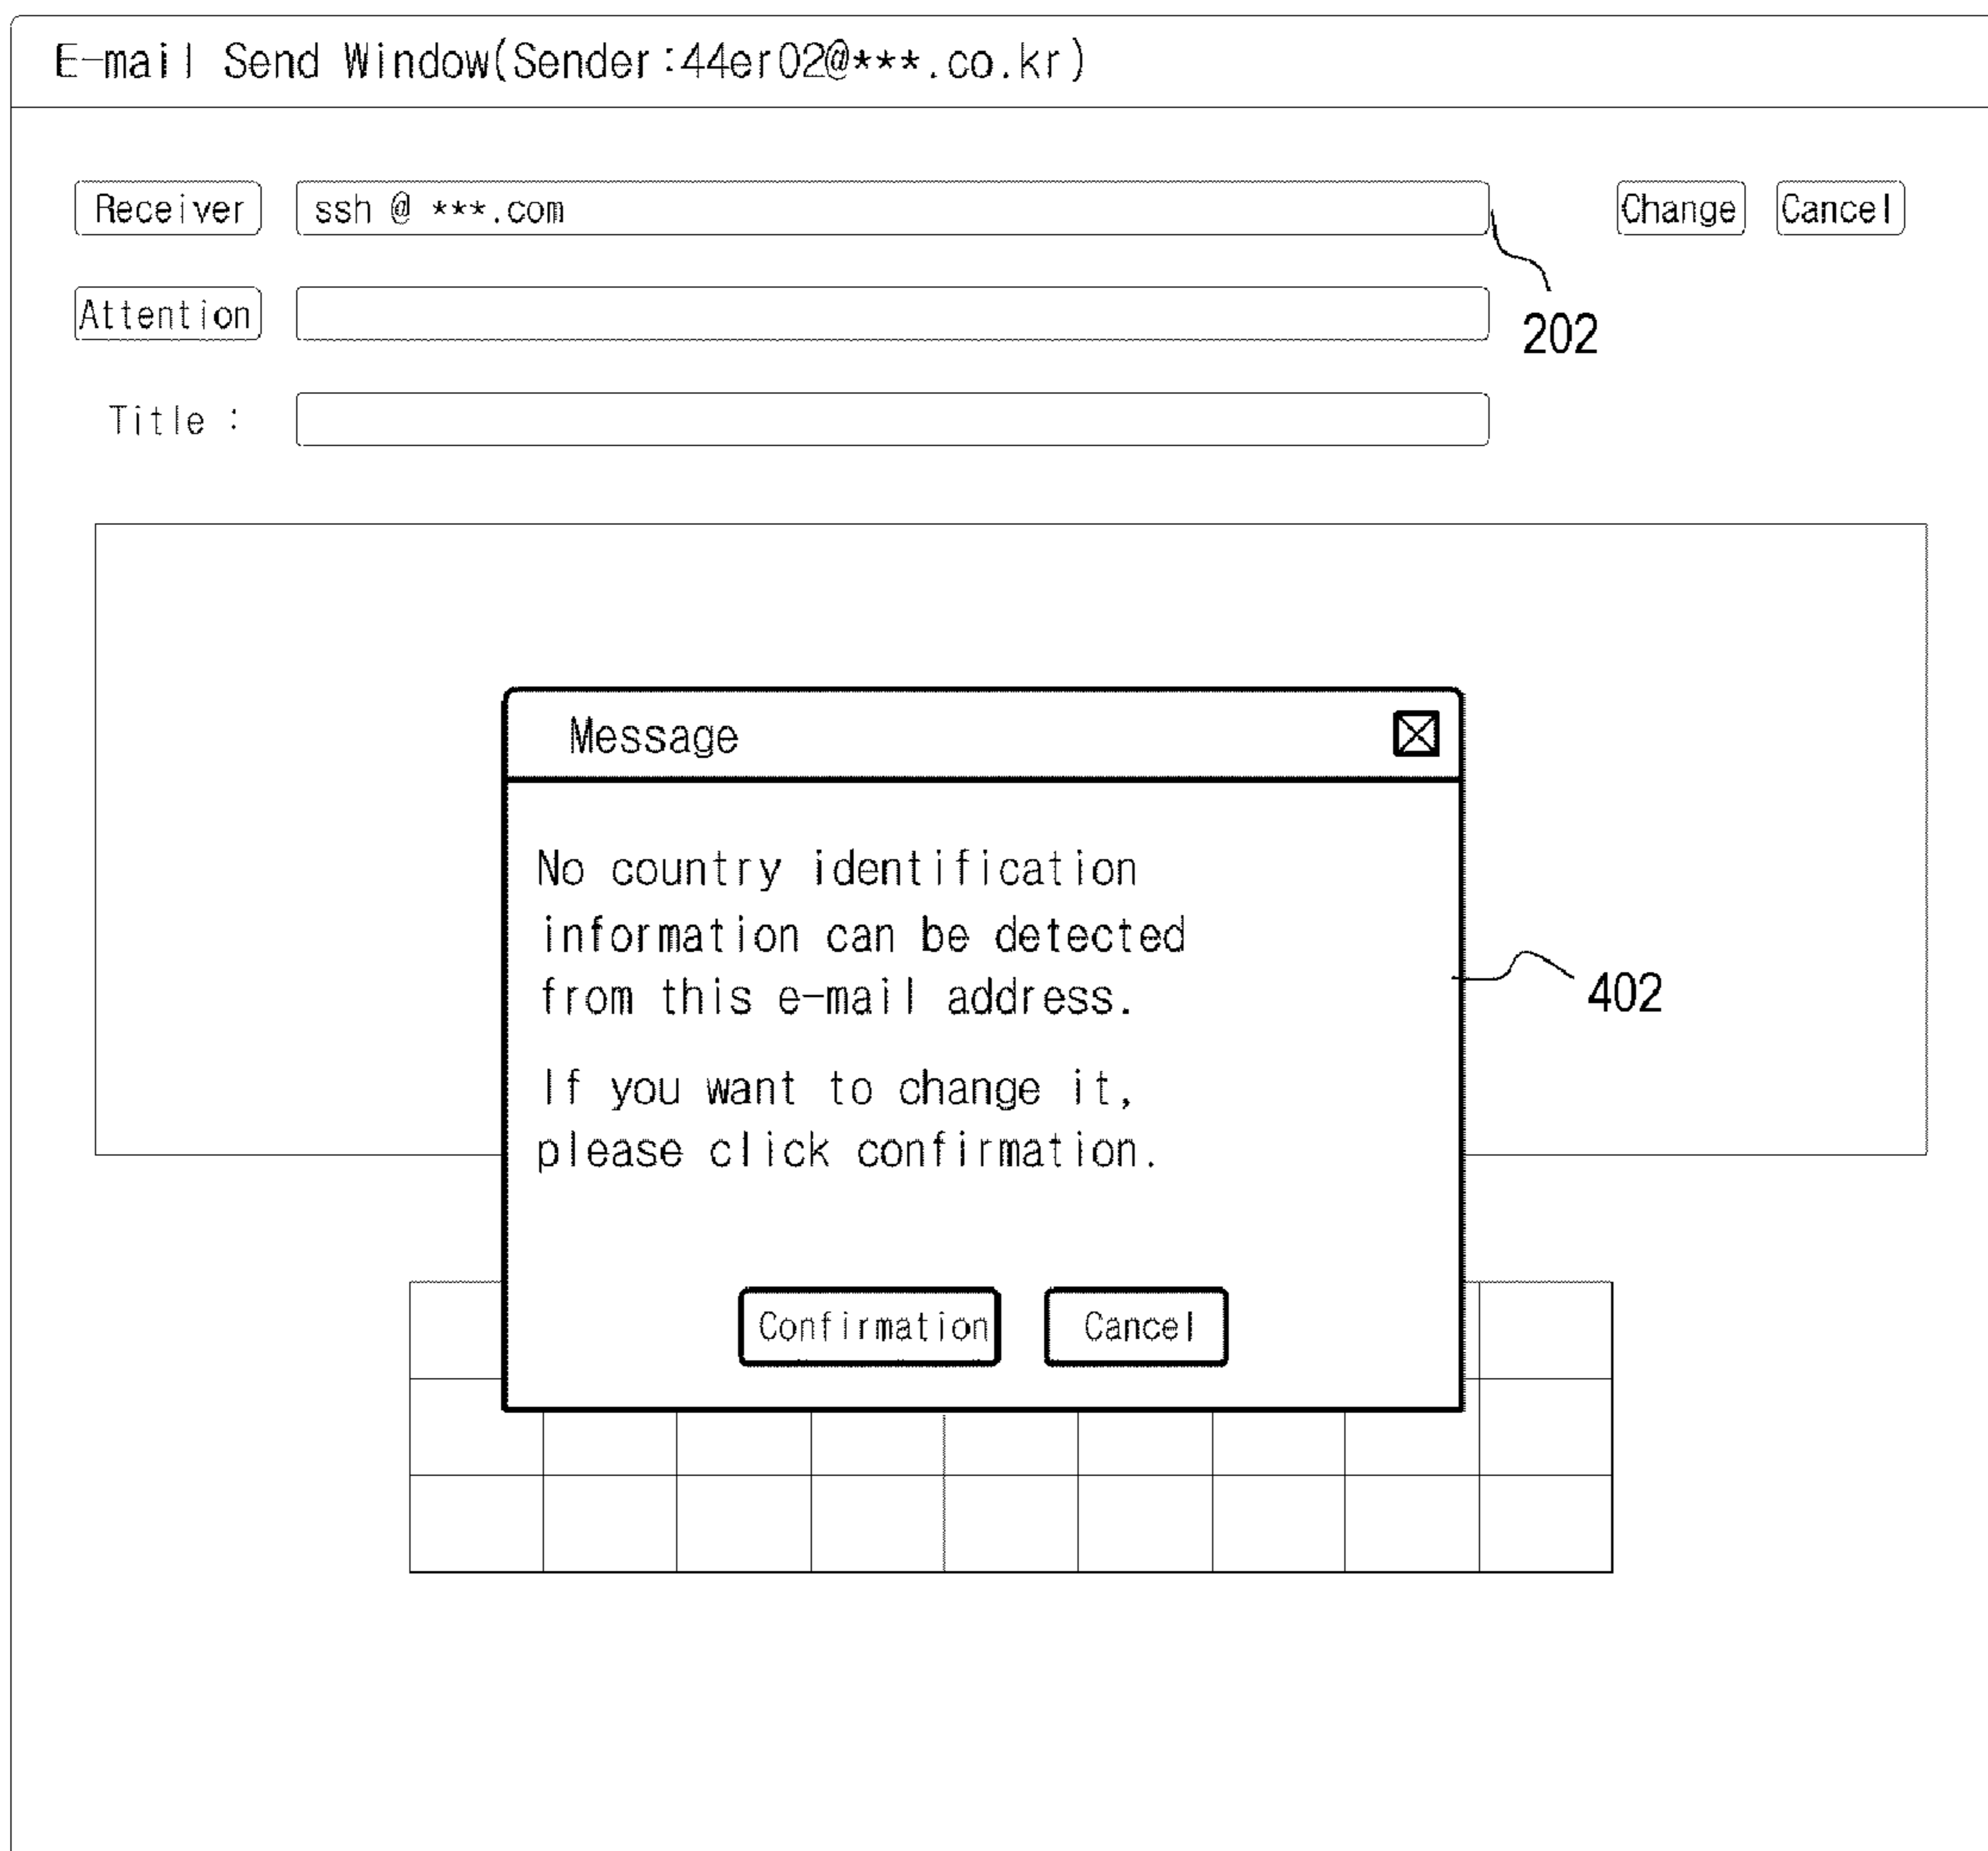 E-mail Send Window(Sender:44er02@***.co.kr)
Receiver ssh @ ***.com Change Cancel
Attention
202
Title :
Message
No country identification
information can be detected
from this e-mail address.
402
If you want to change it,
please click confirmation.
Confirmation Cancel